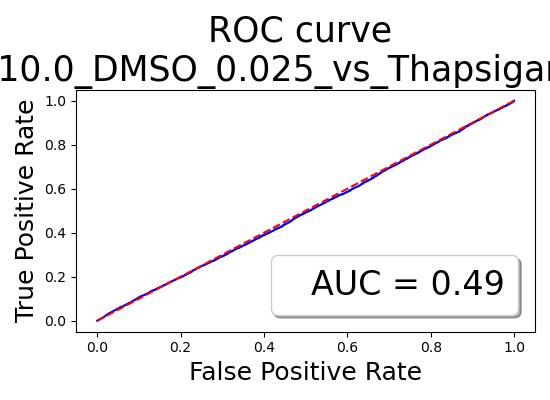 ROC curve
10.0_DMSO_0.025_vs_Thapsigar
True Positive Rate
1.0
0.8
0.6
0.4
0.2
0.0
AUC = 0.49
0.0 0.2 0.4 0.6 0.8 1.0
False Positive Rate